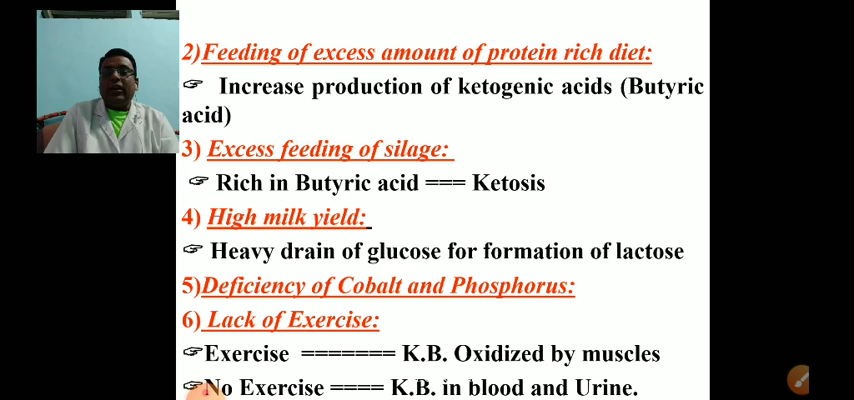 2)Feeding of excess amount of protein rich diet:
☞ Increase production of ketogenic acids (Butyric
acid)
3) Excess feeding of silage:
☞ Rich in Butyric acid === Ketosis
4) High milk yield:
☞ Heavy drain of glucose for formation of lactose
5)Deficiency of Cobalt and Phosphorus:
6) Lack of Exercise:
☞Exercise ======= K.B. Oxidized by muscles
☞No Exercise ==== K.B. in blood and Urine.